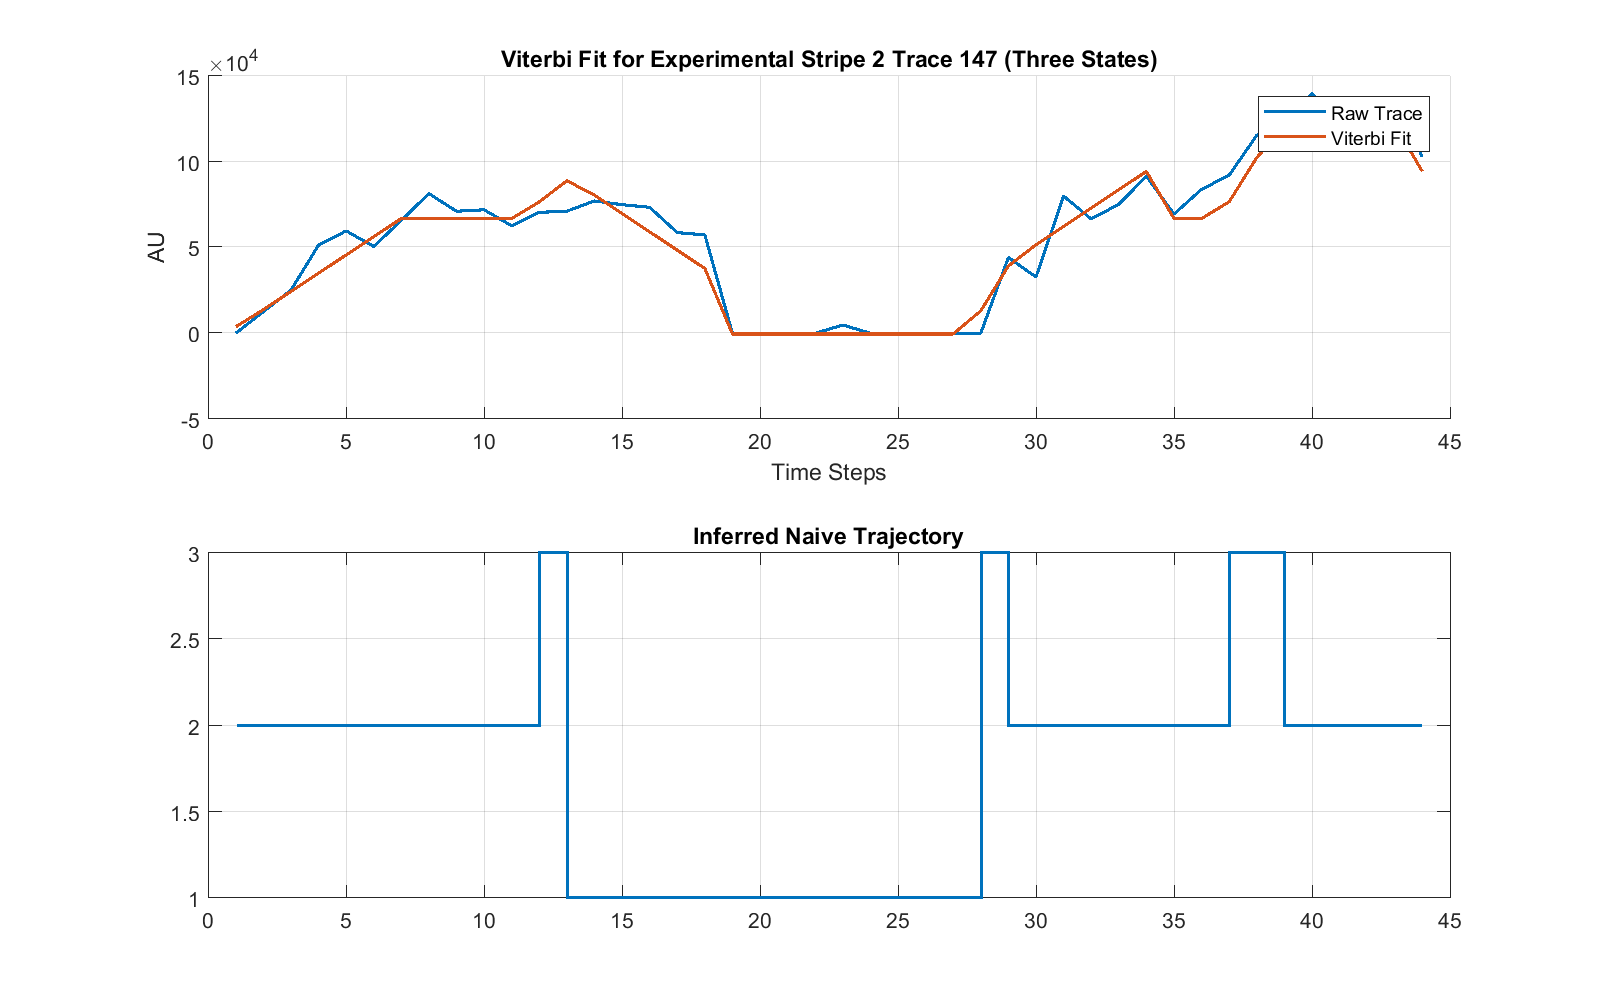 Viterbi Fit for Experimental Stripe 2 Trace 147 (Three States)
×10^4
15
10
5
0
-5
AU
Raw Trace
Viterbi Fit
0 5 10 15 20 25 30 35 40 45
Time Steps
Inferred Naive Trajectory
3
2.5
2
1.5
1
0 5 10 15 20 25 30 35 40 45